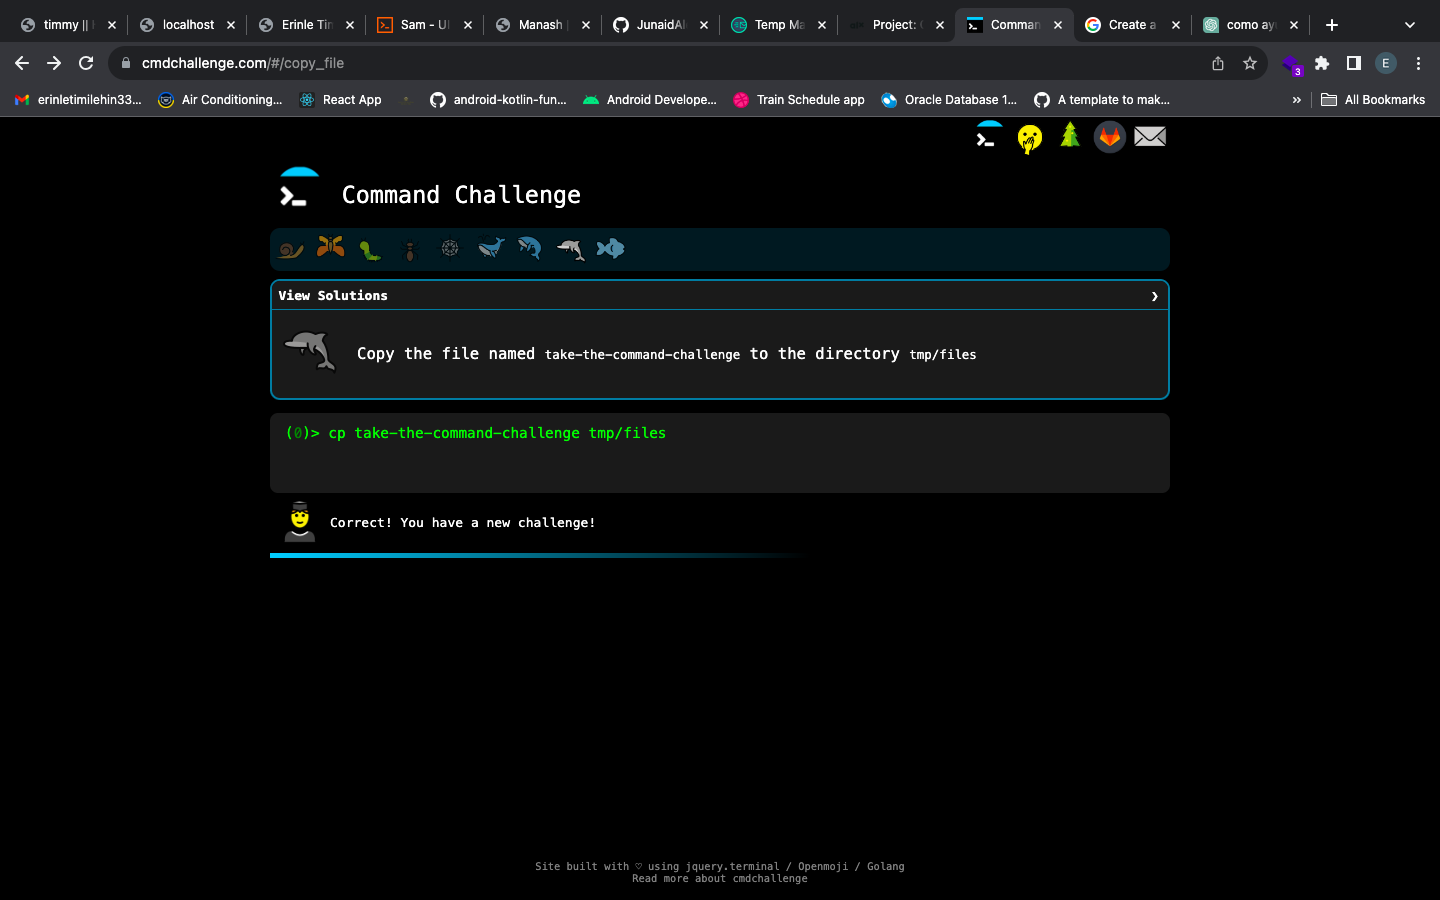 timmy ||
localhost
Erinle Tin
Sam - UI
Manash |
JunaidAli
Temp Ma
Project:
Comman
Create a
como ay
cmdchallenge.com/#/copy_file
3
E
erinletimilehin33...
Air Conditioning...
React App
android-kotlin-fun...
Android Develope...
Train Schedule app
Oracle Database 1...
A template to mak...
»
All Bookmarks
Command Challenge
View Solutions
Copy the file named take-the-command-challenge to the directory tmp/files
(0)> cp take-the-command-challenge tmp/files
Correct! You have a new challenge!
Site built with ♡ using jquery.terminal / Openmoji / Golang
Read more about cmdchallenge